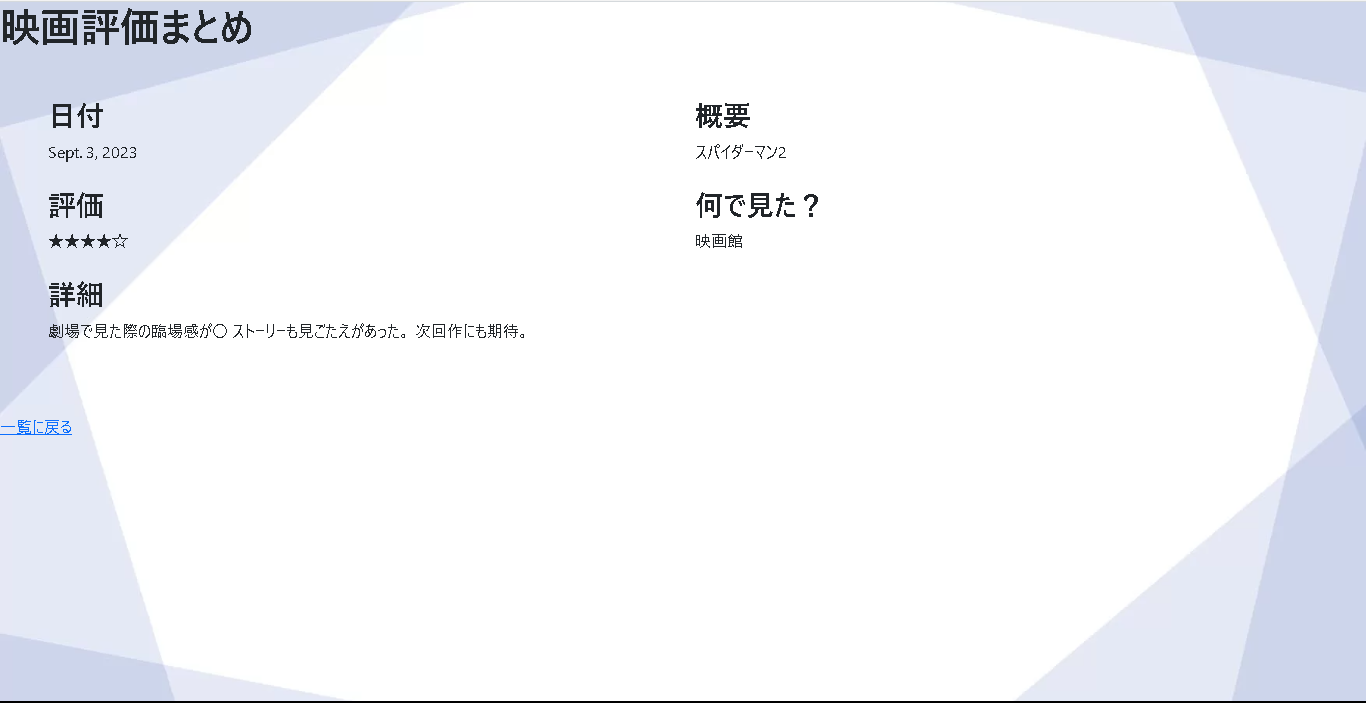 映画評価まとめ
日付
Sept. 3, 2023
概要
スパイダーマン2
評価
★★★★☆
何で見た？
映画館
詳細
劇場で見た際の臨場感が〇 ストーリーも見ごたえがあった。次回作にも期待。
一覧に戻る